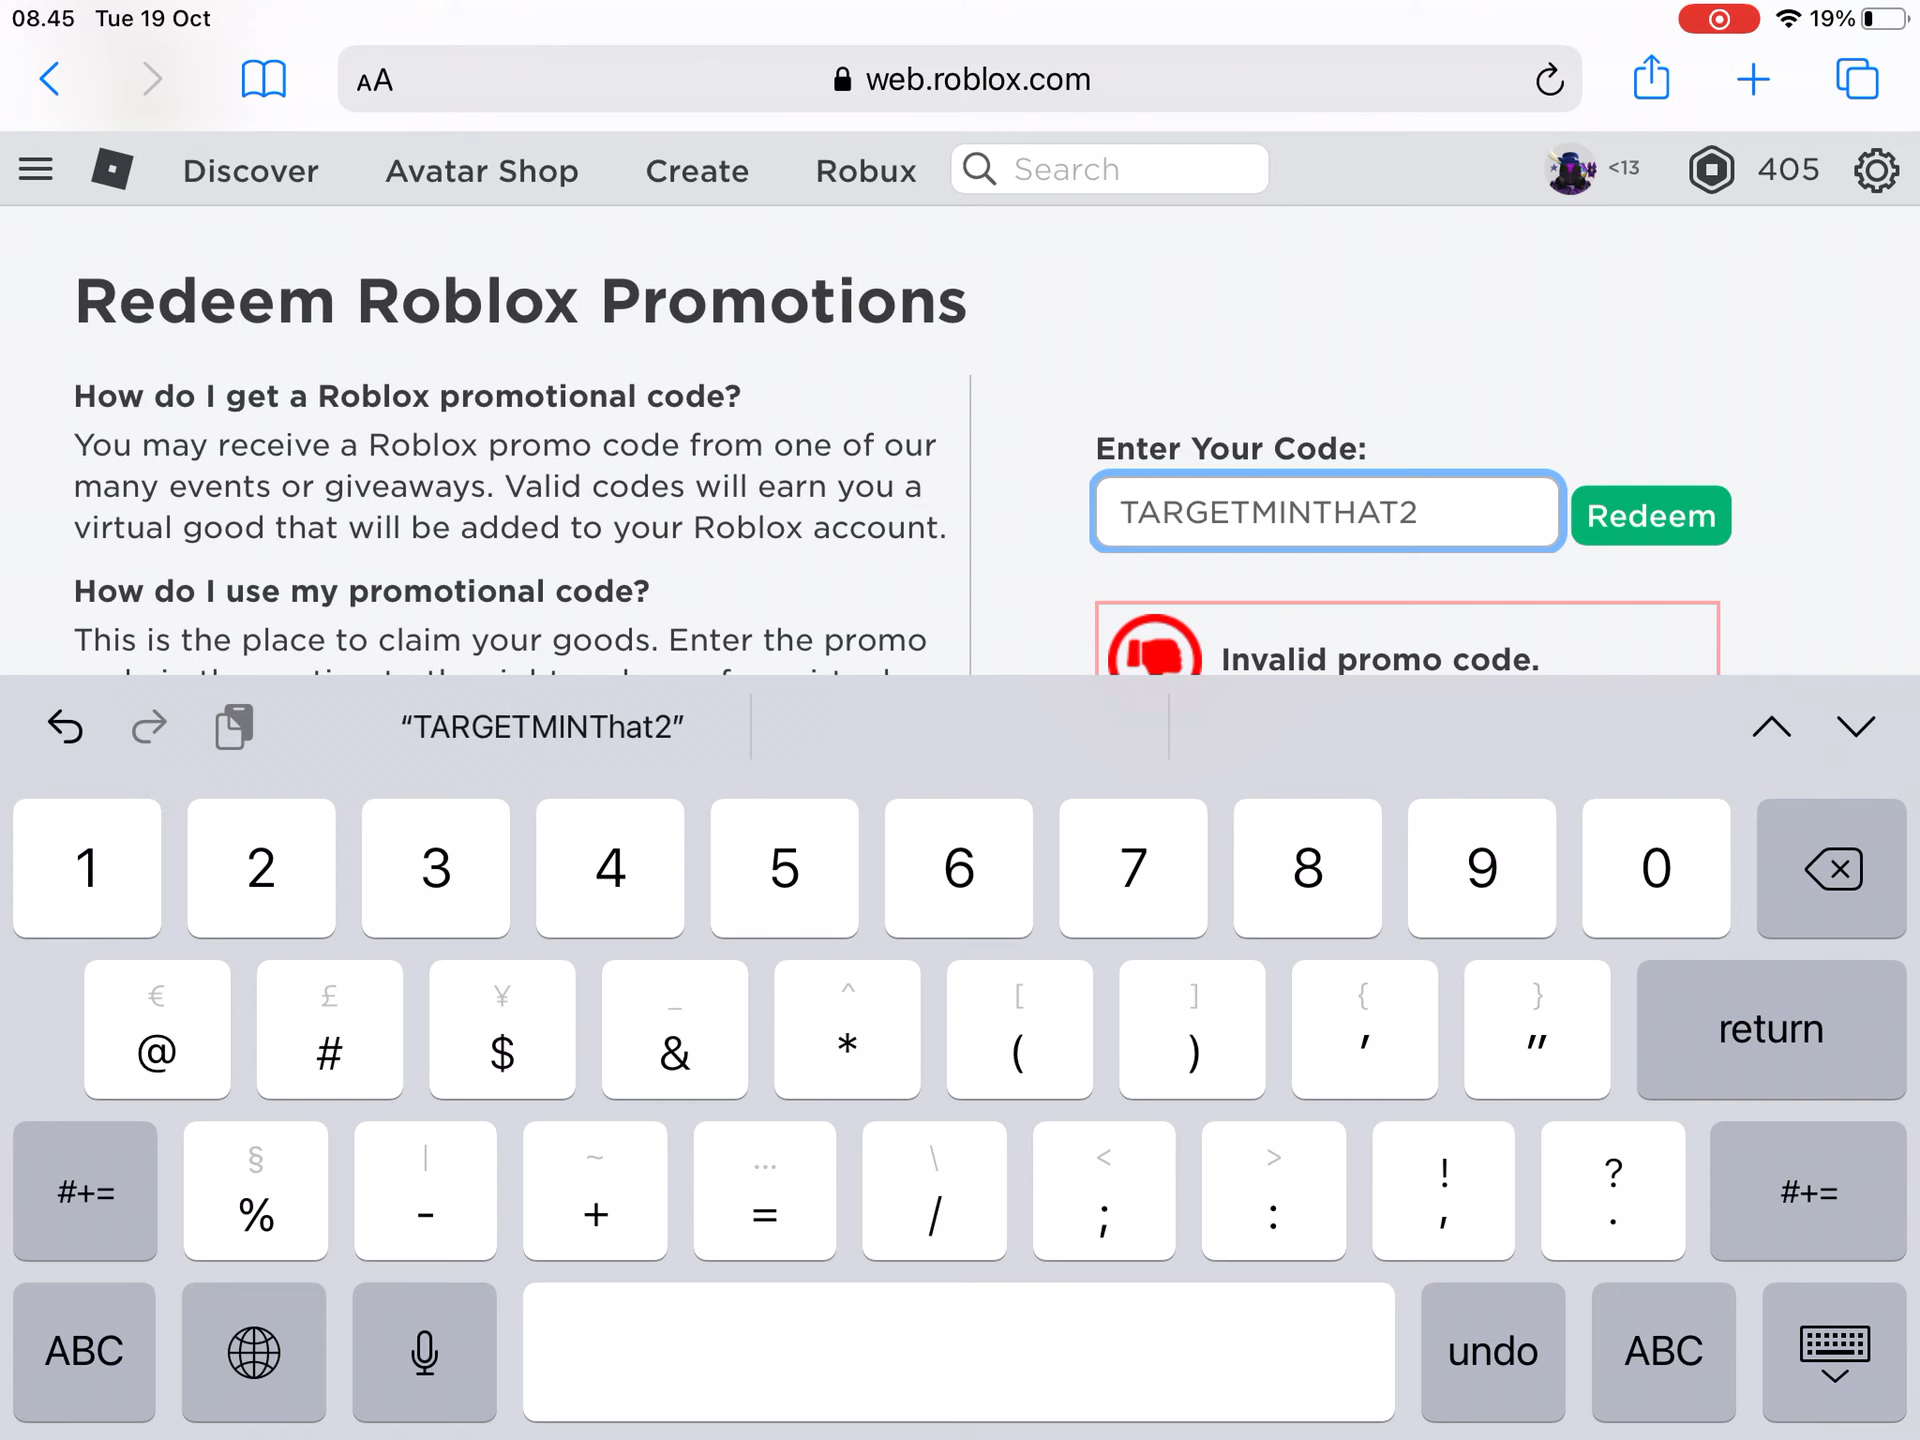 08.45 Tue 19 Oct
19%
AA
web.roblox.com
Discover
Avatar Shop
Create
Robux
Search
<13
405
Redeem Roblox Promotions
How do I get a Roblox promotional code?
You may receive a Roblox promo code from one of our
many events or giveaways. Valid codes will earn you a
virtual good that will be added to your Roblox account.
How do I use my promotional code?
This is the place to claim your goods. Enter the promo
Enter Your Code:
TARGETMINTHAT2
Redeem
Invalid promo code.
“TARGETMINThat2”
1 2 3 4 5 6 7 8 9 0
€ £ ¥ _ ^ [ ] { }
@ # $ & * ( ) ' "
return
§ | ~ … \ < > ! ?
#+= % - + = / ; : , . #+=
ABC
undo
ABC